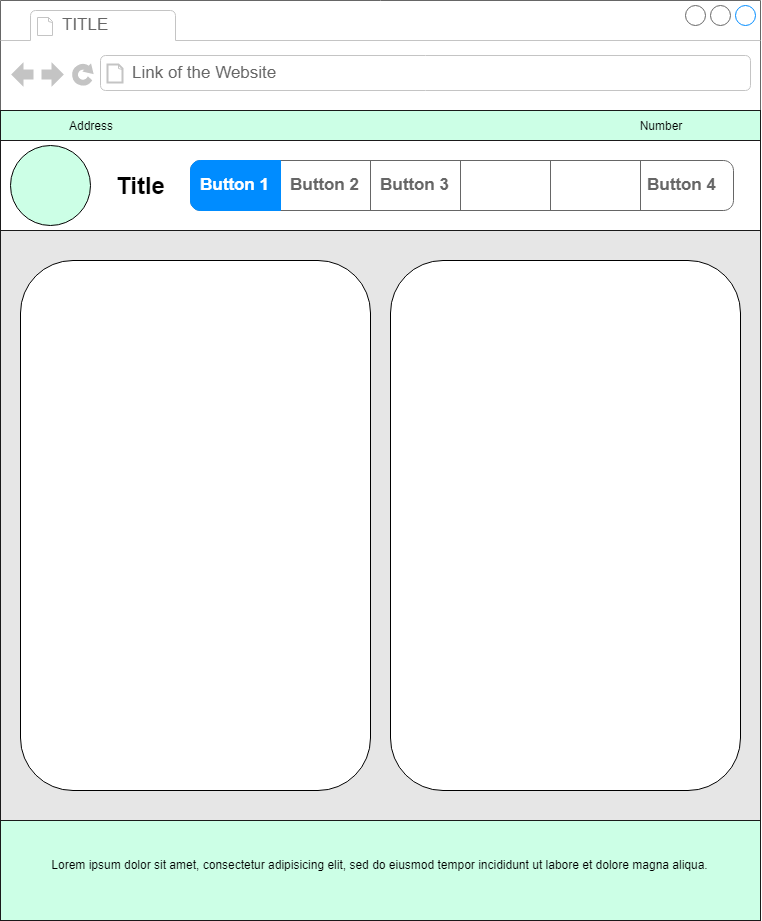 TITLE
Link of the Website
Address Number
Title Button 1 Button 2 Button 3 Button 4
Lorem ipsum dolor sit amet, consectetur adipisicing elit, sed do eiusmod tempor incididunt ut labore et dolore magna aliqua.